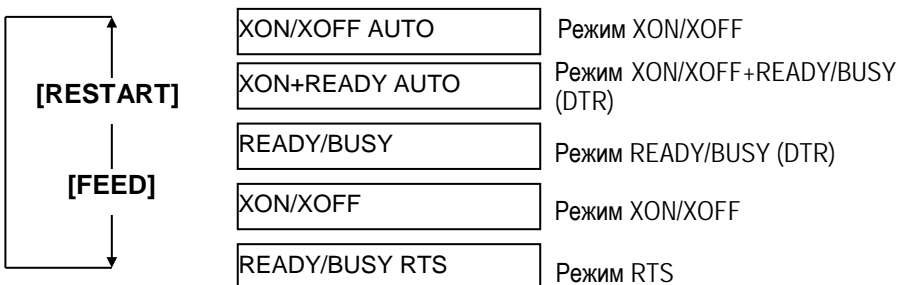 XON/XOFF AUTO Режим XON/XOFF
XON+READY AUTO Режим XON/XOFF+READY/BUSY
(DTR)
[RESTART]
READY/BUSY Режим READY/BUSY (DTR)
[FEED]
XON/XOFF Режим XON/XOFF
READY/BUSY RTS Режим RTS